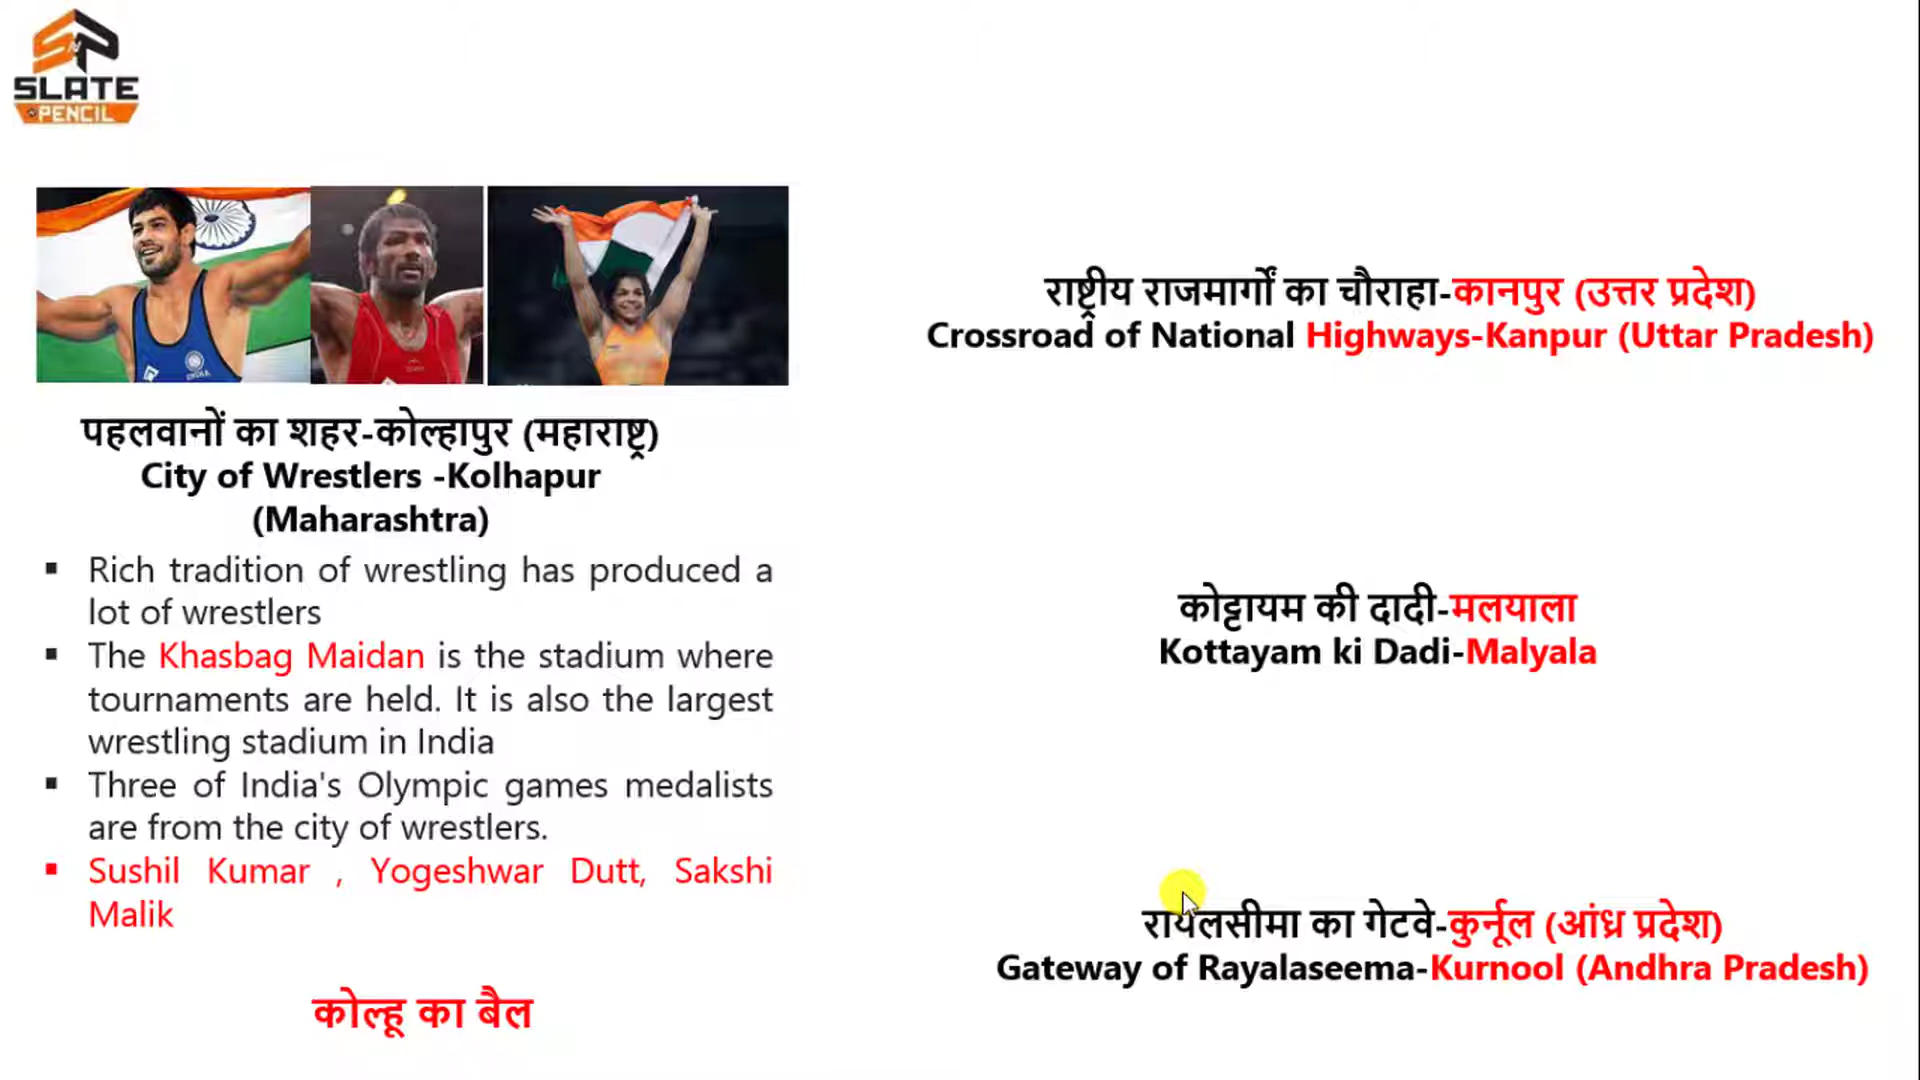 SLATE
PENCIL
पहलवानों का शहर-कोल्हापुर (महाराष्ट्र)
City of Wrestlers -Kolhapur
(Maharashtra)
▪ Rich tradition of wrestling has produced a
lot of wrestlers
▪ The Khasbag Maidan is the stadium where
tournaments are held. It is also the largest
wrestling stadium in India
▪ Three of India's Olympic games medalists
are from the city of wrestlers.
▪ Sushil Kumar , Yogeshwar Dutt, Sakshi
Malik
कोल्हू का बैल
राष्ट्रीय राजमार्गों का चौराहा-कानपुर (उत्तर प्रदेश)
Crossroad of National Highways-Kanpur (Uttar Pradesh)
कोट्टायम की दादी-मलयाला
Kottayam ki Dadi-Malyala
रायलसीमा का गेटवे-कुर्नूल (आंध्र प्रदेश)
Gateway of Rayalaseema-Kurnool (Andhra Pradesh)